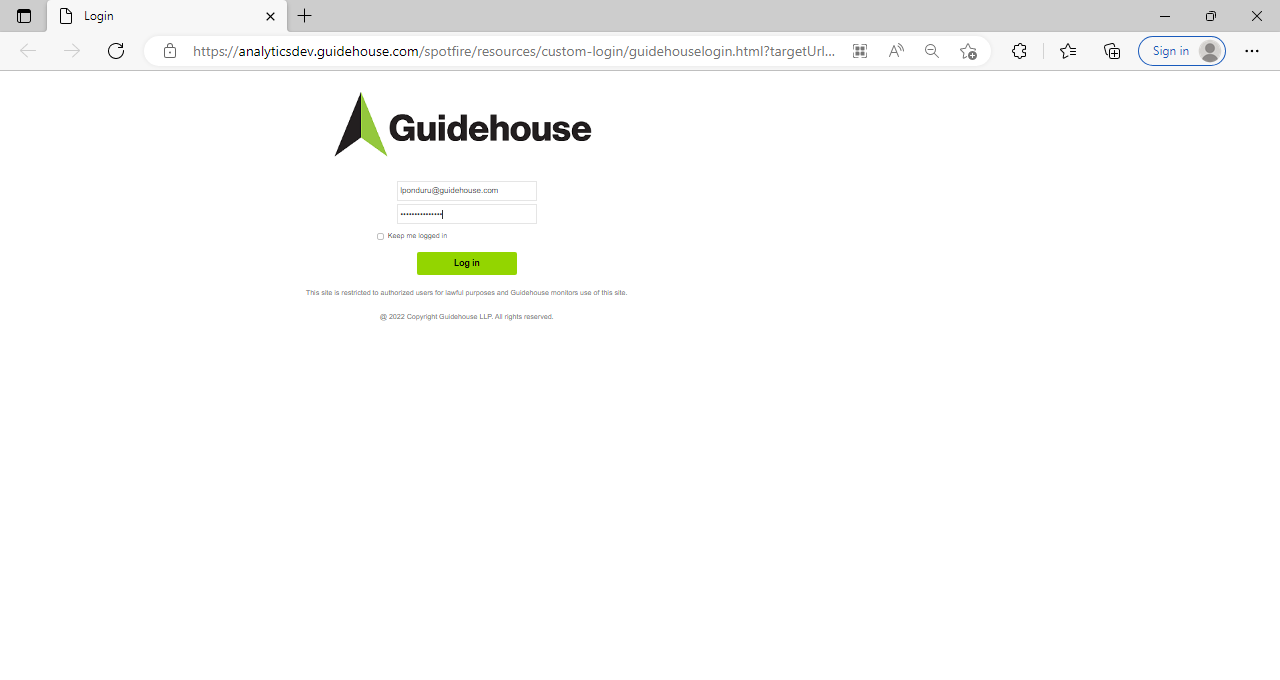 Login
https://analyticsdev.guidehouse.com/spotfire/resources/custom-login/guidehouselogin.html?targetUrl...
Sign in
Guidehouse
lponduru@guidehouse.com
Keep me logged in
Log in
This site is restricted to authorized users for lawful purposes and Guidehouse monitors use of this site.
@ 2022 Copyright Guidehouse LLP. All rights reserved.